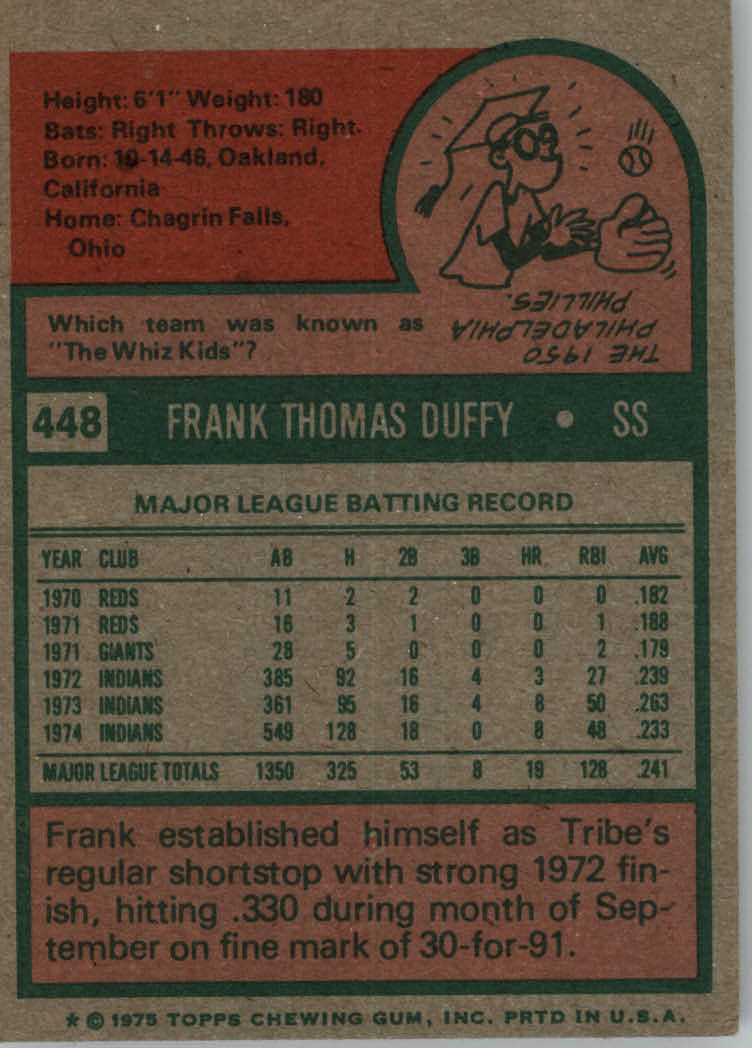 Height: 6'1" Weight: 180
Bats: Right Throws: Right
Born: 10-14-46, Oakland,
California
Home: Chagrin Falls,
Ohio
Which team was known as
"The Whiz Kids"?
THE 1950
PHILADELPHIA
PHILLIES.
448 FRANK THOMAS DUFFY • SS
MAJOR LEAGUE BATTING RECORD
YEAR CLUB AB H 2B 3B HR RBI AVG
1970 REDS 11 2 2 0 0 0 .182
1971 REDS 16 3 1 0 0 1 .188
1971 GIANTS 28 5 0 0 0 2 .179
1972 INDIANS 385 92 16 4 3 27 .239
1973 INDIANS 361 95 16 4 8 50 .263
1974 INDIANS 549 128 18 0 8 48 .233
MAJOR LEAGUE TOTALS 1350 325 53 8 19 128 .241
Frank established himself as Tribe's
regular shortstop with strong 1972 fin-
ish, hitting .330 during month of Sep-
tember on fine mark of 30-for-91.
* © 1975 TOPPS CHEWING GUM, INC. PRTD IN U.S.A.